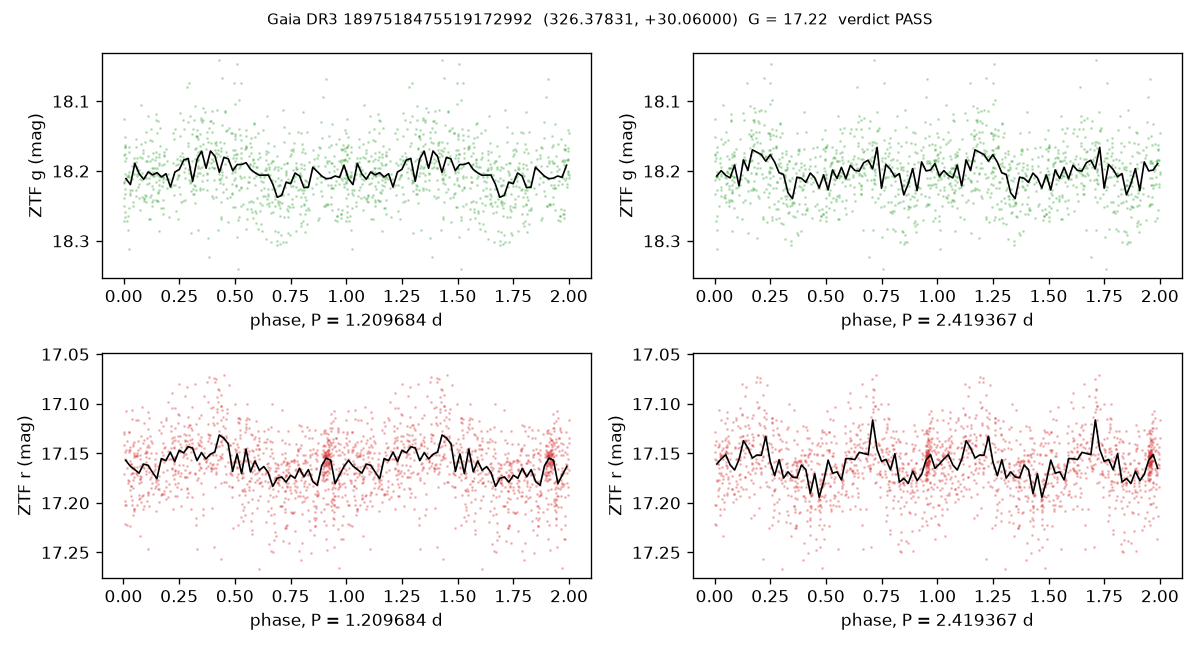 Gaia DR3 1897518475519172992 (326.37831, +30.06000) G = 17.22 verdict PASS
ZTF g (mag)
18.1
18.2
18.3
0.00 0.25 0.50 0.75 1.00 1.25 1.50 1.75 2.00
phase, P = 1.209684 d
ZTF g (mag)
18.1
18.2
18.3
0.00 0.25 0.50 0.75 1.00 1.25 1.50 1.75 2.00
phase, P = 2.419367 d
ZTF r (mag)
17.05
17.10
17.15
17.20
17.25
0.00 0.25 0.50 0.75 1.00 1.25 1.50 1.75 2.00
phase, P = 1.209684 d
ZTF r (mag)
17.05
17.10
17.15
17.20
17.25
0.00 0.25 0.50 0.75 1.00 1.25 1.50 1.75 2.00
phase, P = 2.419367 d